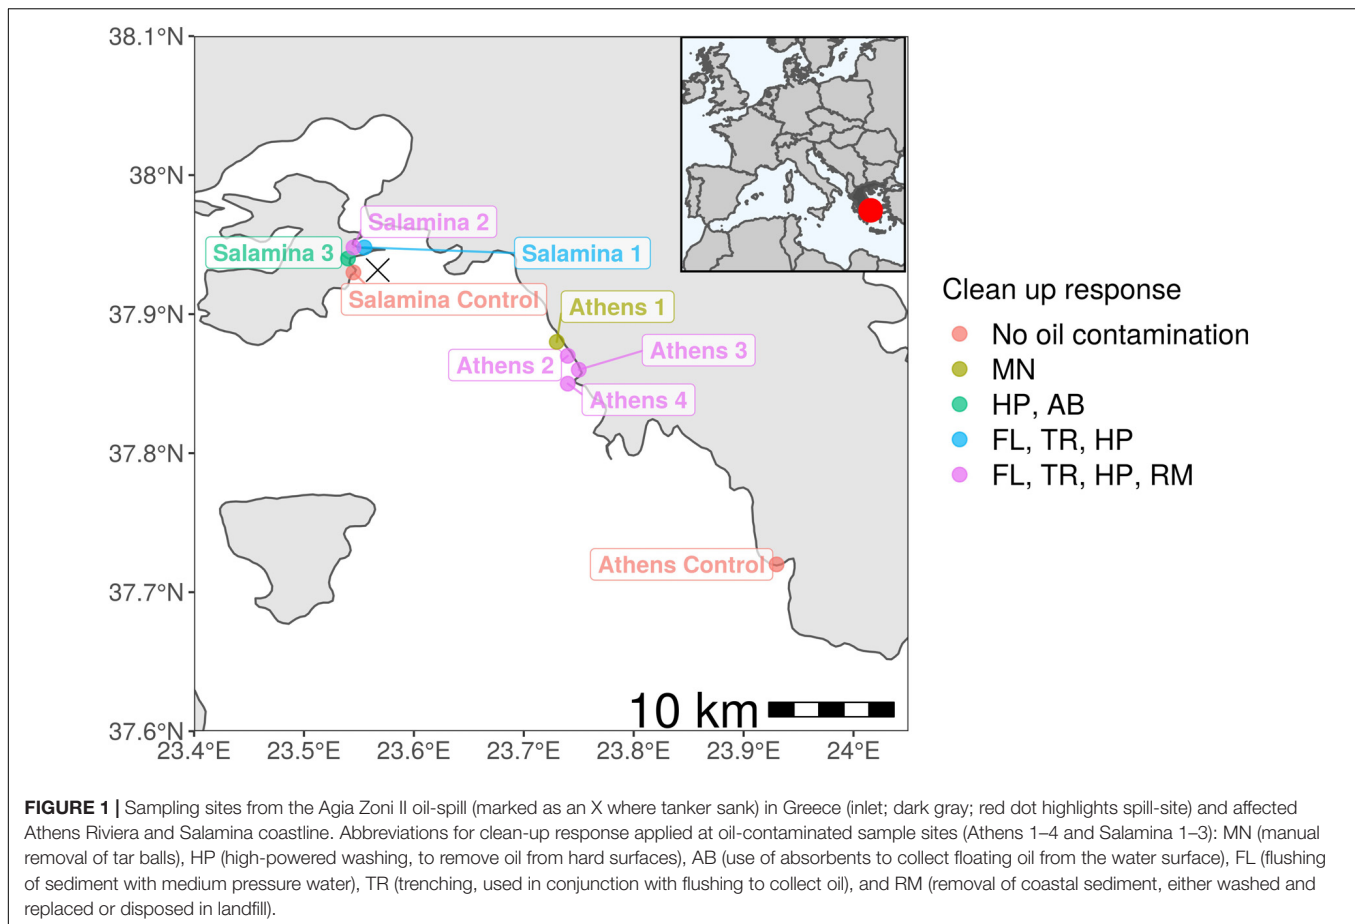 38.1°N
38°N
37.9°N
37.8°N
37.7°N
37.6°N
23.4°E
23.5°E
23.6°E
23.7°E
23.8°E
23.9°E
24°E
Salamina 2
Salamina 3
Salamina 1
Salamina Control
Athens 1
Athens 2
Athens 3
Athens 4
Athens Control
10 km
Clean up response
No oil contamination
MN
HP, AB
FL, TR, HP
FL, TR, HP, RM
FIGURE 1 | Sampling sites from the Agia Zoni II oil-spill (marked as an X where tanker sank) in Greece (inlet; dark gray; red dot highlights spill-site) and affected
Athens Riviera and Salamina coastline. Abbreviations for clean-up response applied at oil-contaminated sample sites (Athens 1–4 and Salamina 1–3): MN (manual
removal of tar balls), HP (high-powered washing, to remove oil from hard surfaces), AB (use of absorbents to collect floating oil from the water surface), FL (flushing
of sediment with medium pressure water), TR (trenching, used in conjunction with flushing to collect oil), and RM (removal of coastal sediment, either washed and
replaced or disposed in landfill).